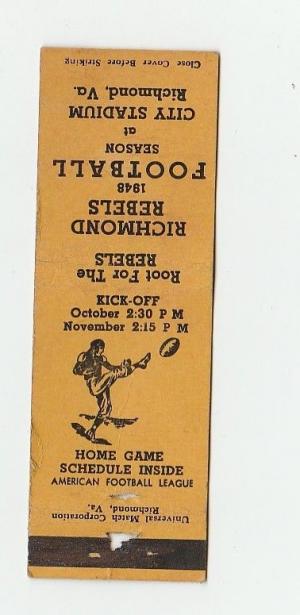 Close Cover Before Striking
Root For The
REBELS
RICHMOND
REBELS
1948
FOOTBALL
SEASON
at
CITY STADIUM
Richmond, Va.
KICK-OFF
October 2:30 P M
November 2:15 P M
HOME GAME
SCHEDULE INSIDE
AMERICAN FOOTBALL LEAGUE
Universal Match Corporation
Richmond, Va.